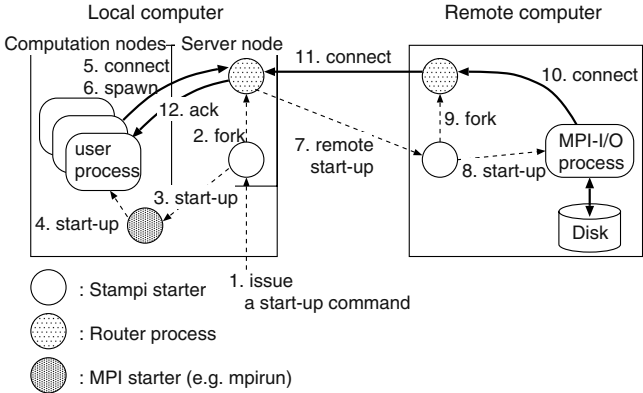 Local computer
Remote computer
Computation nodes
Server node
5. connect
6. spawn
11. connect
10. connect
12. ack
2. fork
7. remote
start-up
9. fork
user
process
MPI-I/O
process
8. start-up
3. start-up
4. start-up
Disk
1. issue
a start-up command
: Stampi starter
: Router process
: MPI starter (e.g. mpirun)